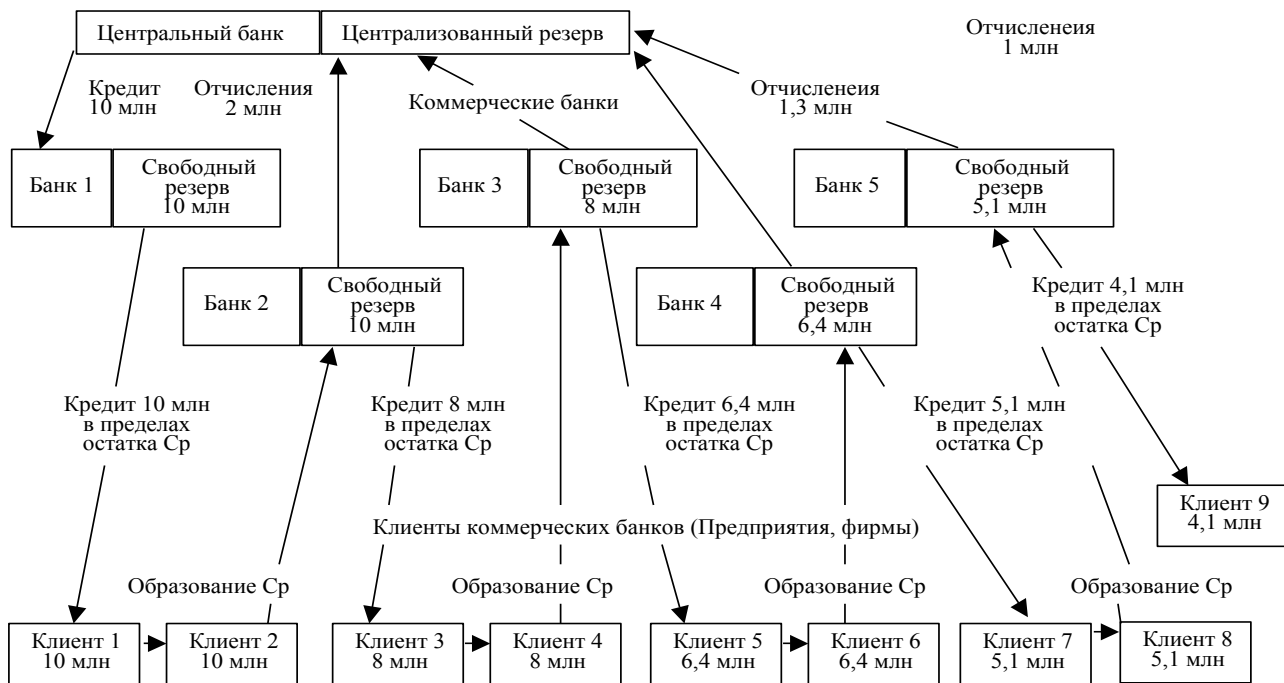 Центральный банк
Централизованный резерв
Отчисленеия
1 млн
Кредит
10 млн
Отчисления
2 млн
Коммерческие банки
Отчисленеия
1,3 млн
Банк 1
Свободный
резерв
10 млн
Банк 3
Свободный
резерв
8 млн
Банк 5
Свободный
резерв
5,1 млн
Банк 2
Свободный
резерв
10 млн
Банк 4
Свободный
резерв
6,4 млн
Кредит 4,1 млн
в пределах
остатка Ср
Кредит 10 млн
в пределах
остатка Ср
Кредит 8 млн
в пределах
остатка Ср
Кредит 6,4 млн
в пределах
остатка Ср
Кредит 5,1 млн
в пределах
остатка Ср
Клиент 9
4,1 млн
Клиенты коммерческих банков (Предприятия, фирмы)
Образование Ср
Образование Ср
Образование Ср
Образование Ср
Клиент 1
10 млн
Клиент 2
10 млн
Клиент 3
8 млн
Клиент 4
8 млн
Клиент 5
6,4 млн
Клиент 6
6,4 млн
Клиент 7
5,1 млн
Клиент 8
5,1 млн